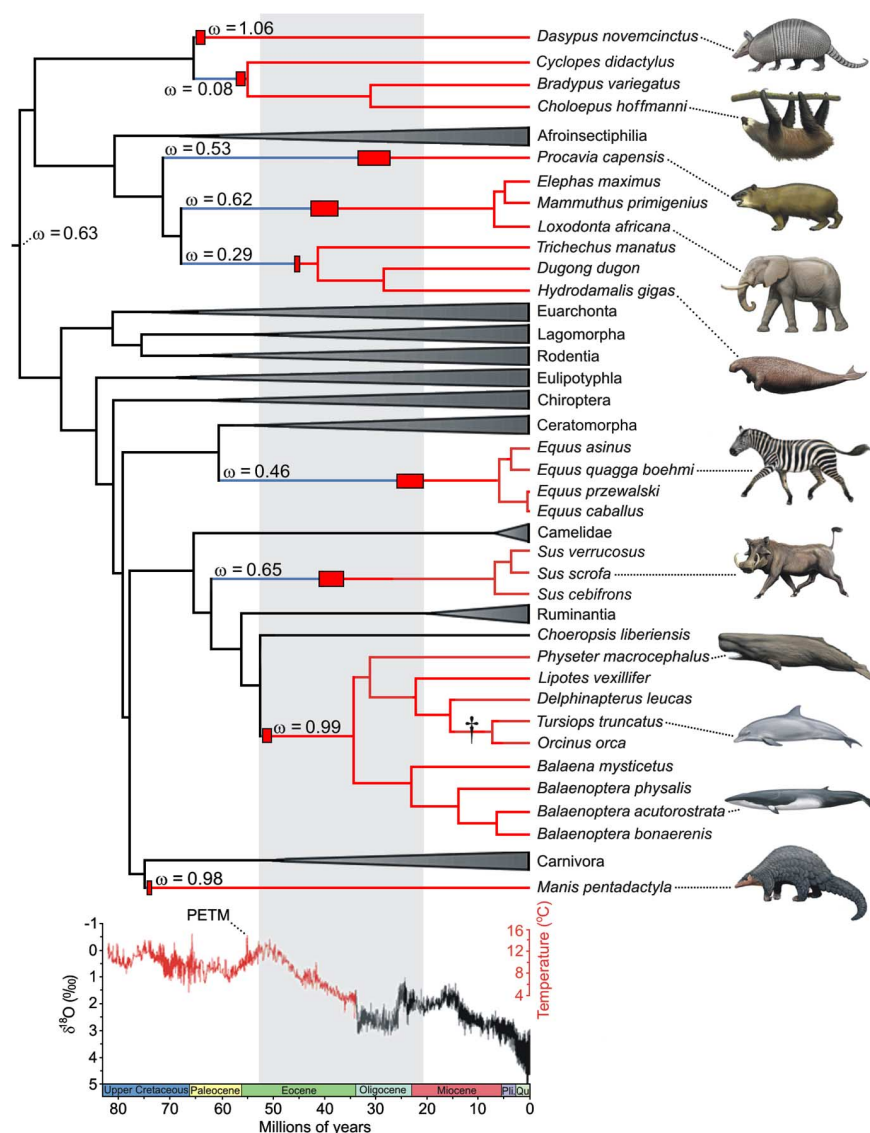 ω = 1.06
Dasypus novemcinctus
Cyclopes didactylus
ω = 0.08
Bradypus variegatus
Choloepus hoffmanni
Afroinsectiphilia
ω = 0.53
Procavia capensis
Elephas maximus
ω = 0.62
Mammuthus primigenius
Loxodonta africana
ω = 0.63
Trichechus manatus
ω = 0.29
Dugong dugon
Hydrodamalis gigas
Euarchonta
Lagomorpha
Rodentia
Eulipotyphla
Chiroptera
Ceratomorpha
Equus asinus
ω = 0.46
Equus quagga boehmi
Equus przewalski
Equus caballus
Camelidae
Sus verrucosus
ω = 0.65
Sus scrofa
Sus cebifrons
Ruminantia
Choeropsis liberiensis
Physeter macrocephalus
Lipotes vexillifer
Delphinapterus leucas
ω = 0.99
†
Tursiops truncatus
Orcinus orca
Balaena mysticetus
Balaenoptera physalis
Balaenoptera acutorostrata
Balaenoptera bonaerenis
Carnivora
ω = 0.98
Manis pentadactyla
PETM
δ18O (‰)
-1
0
1
2
3
4
5
Temperature (ºC)
16
12
8
4
Upper Cretaceous Paleocene Eocene Oligocene Miocene Pli. Qu
80 70 60 50 40 30 20 10 0
Millions of years